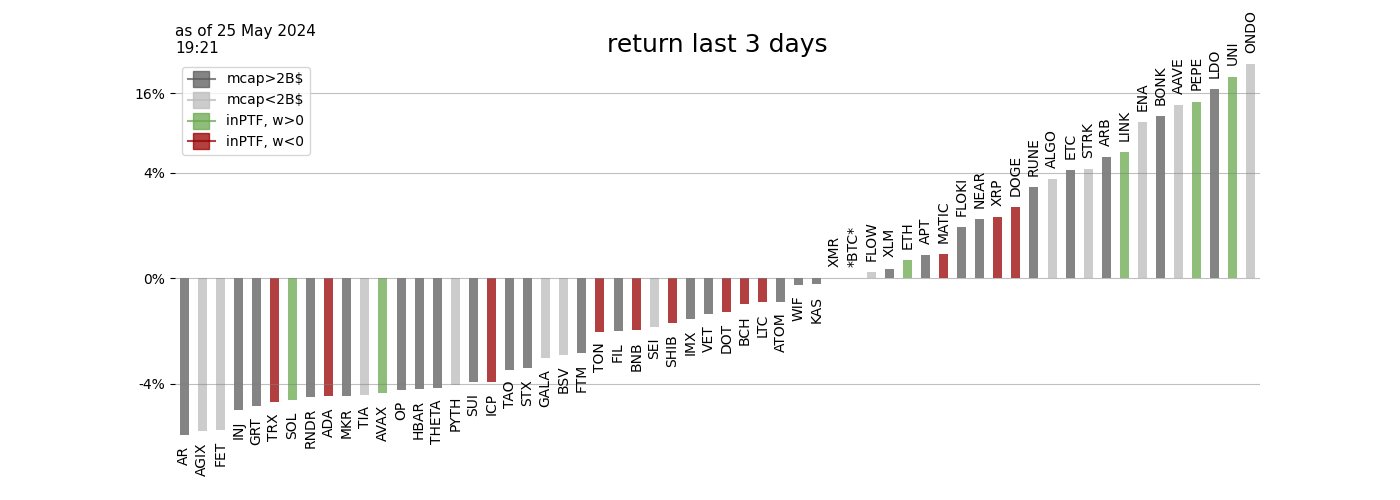 as of 25 May 2024
19:21
return last 3 days
mcap>2B$
mcap<2B$
inPTF, w>0
inPTF, w<0
16%
4%
0%
-4%
AR
AGIX
FET
INJ
GRT
TRX
SOL
RNDR
ADA
MKR
TIA
AVAX
OP
HBAR
THETA
PYTH
SUI
ICP
TAO
STX
GALA
BSV
FTM
TON
FIL
BNB
SEI
SHIB
IMX
VET
DOT
BCH
LTC
ATOM
WIF
KAS
XMR
*BTC*
FLOW
XLM
ETH
APT
MATIC
FLOKI
NEAR
XRP
DOGE
RUNE
ALGO
ETC
STRK
ARB
LINK
ENA
BONK
AAVE
PEPE
LDO
UNI
ONDO